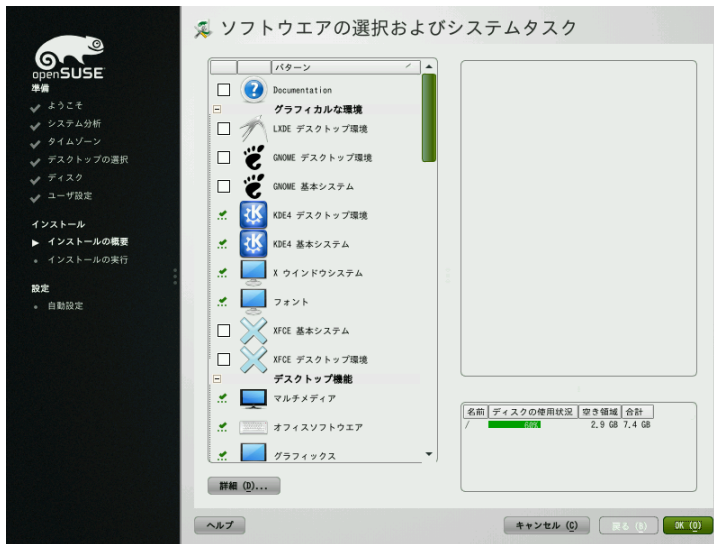 ソフトウエアの選択およびシステムタスク
openSUSE
準備
ようこそ
システム分析
タイムゾーン
デスクトップの選択
ディスク
ユーザ設定
インストール
インストールの概要
インストールの実行
設定
自動設定
パターン
Documentation
グラフィカルな環境
LXDE デスクトップ環境
GNOME デスクトップ環境
GNOME 基本システム
KDE4 デスクトップ環境
KDE4 基本システム
X ウインドウシステム
フォント
XFCE 基本システム
XFCE デスクトップ環境
デスクトップ機能
マルチメディア
オフィスソフトウエア
グラフィックス
詳細 (D)...
名前 ディスクの使用状況 空き領域 合計
/ 60% 2.9 GB 7.4 GB
ヘルプ
キャンセル (C) 戻る (B) OK (O)